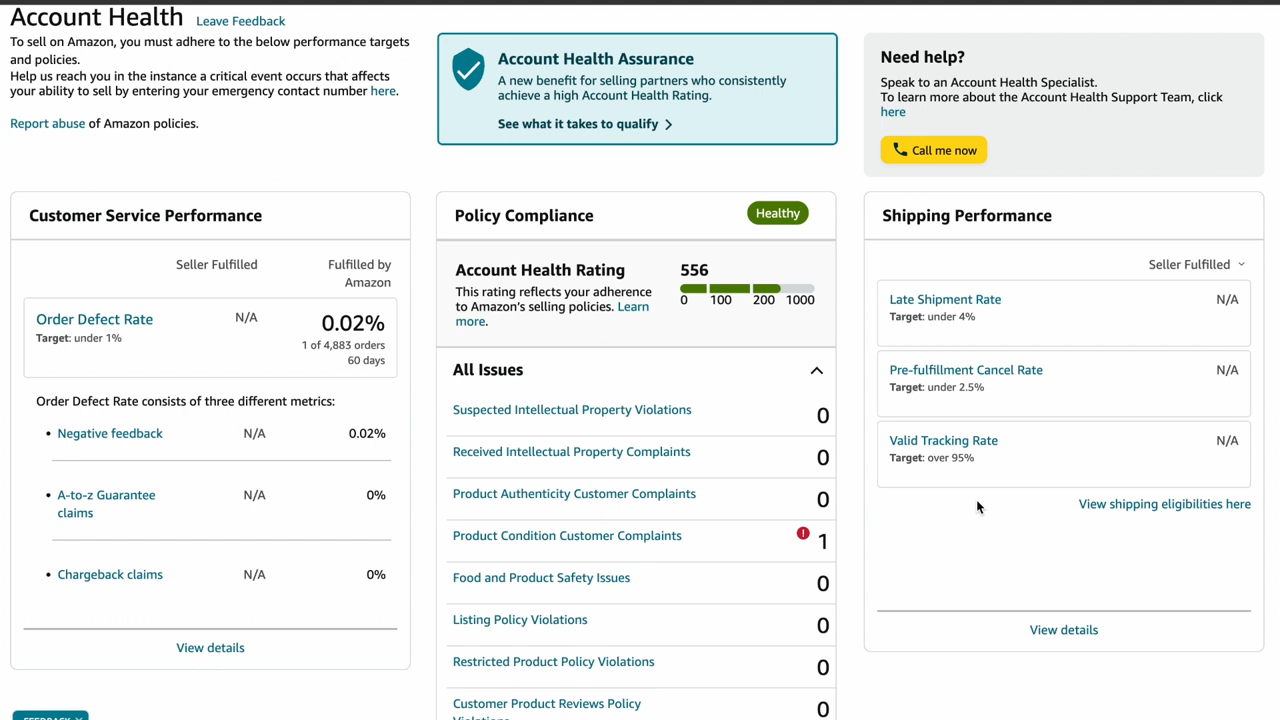 Account Health Leave Feedback
To sell on Amazon, you must adhere to the below performance targets
and policies.
Help us reach you in the instance a critical event occurs that affects
your ability to sell by entering your emergency contact number here.
Report abuse of Amazon policies.
Account Health Assurance
A new benefit for selling partners who consistently
achieve a high Account Health Rating.
See what it takes to qualify
Need help?
Speak to an Account Health Specialist.
To learn more about the Account Health Support Team, click
here
Call me now
Customer Service Performance
Seller Fulfilled
Fulfilled by
Amazon
Order Defect Rate N/A 0.02%
Target: under 1%
1 of 4,883 orders
60 days
Order Defect Rate consists of three different metrics:
• Negative feedback N/A 0.02%
• A-to-z Guarantee N/A 0%
claims
• Chargeback claims N/A 0%
View details
Policy Compliance Healthy
Account Health Rating 556
This rating reflects your adherence
to Amazon's selling policies. Learn
more.
0 100 200 1000
All Issues
Suspected Intellectual Property Violations 0
Received Intellectual Property Complaints 0
Product Authenticity Customer Complaints 0
Product Condition Customer Complaints ! 1
Food and Product Safety Issues 0
Listing Policy Violations 0
Restricted Product Policy Violations 0
Customer Product Reviews Policy 0
Violations
Shipping Performance
Seller Fulfilled
Late Shipment Rate N/A
Target: under 4%
Pre-fulfillment Cancel Rate N/A
Target: under 2.5%
Valid Tracking Rate N/A
Target: over 95%
View shipping eligibilities here
View details
FEEDBACK